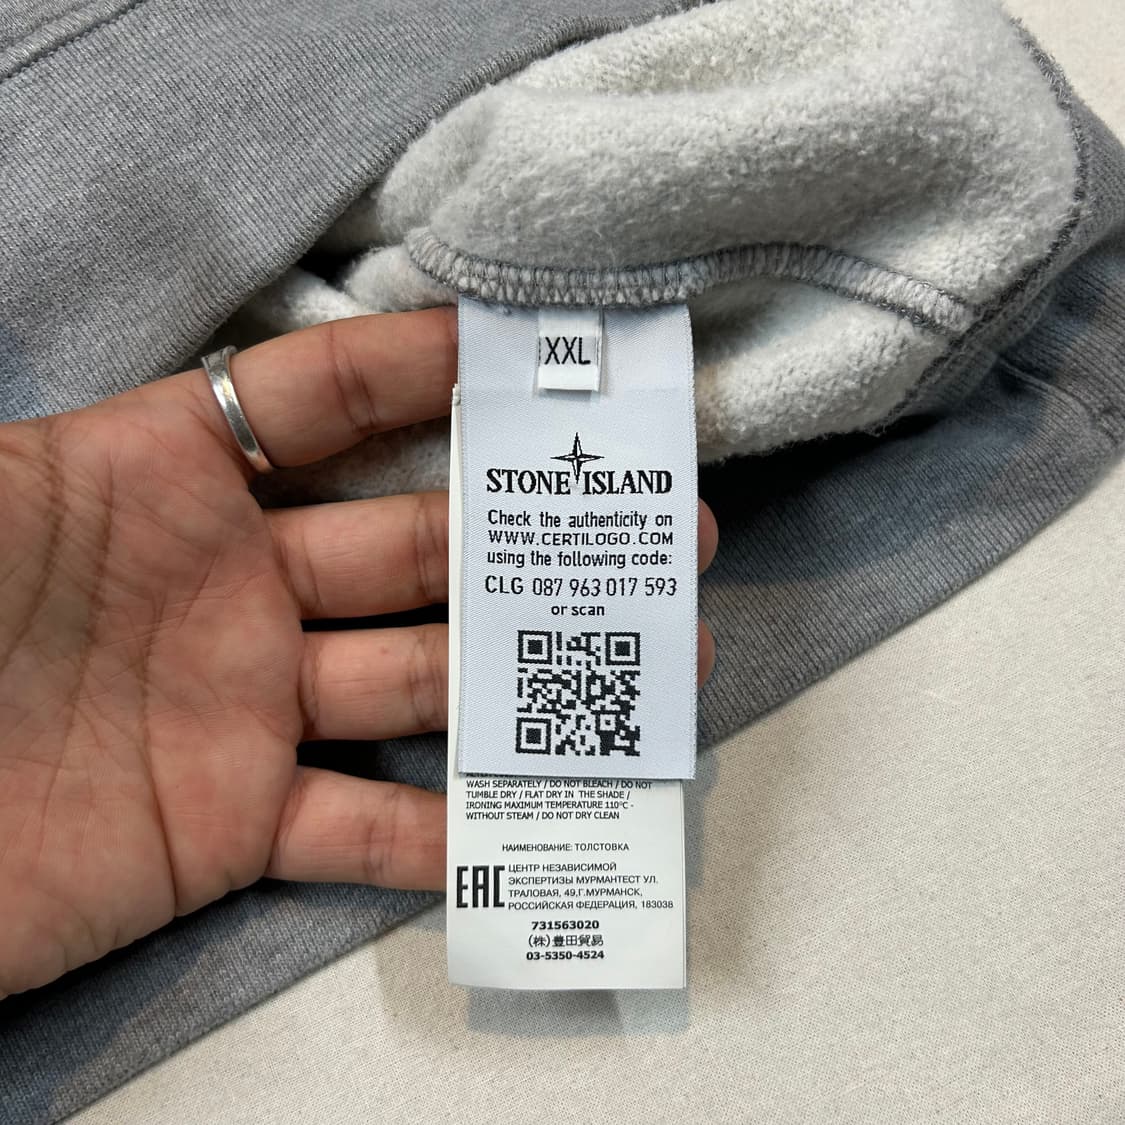 XXL
STONE ISLAND
Check the authenticity on
WWW.CERTILOGO.COM
using the following code:
CLG 087 963 017 593
or scan
WASH SEPARATELY / DO NOT BLEACH / DO NOT
TUMBLE DRY / FLAT DRY IN THE SHADE /
IRONING MAXIMUM TEMPERATURE 110°C -
WITHOUT STEAM / DO NOT DRY CLEAN
НАИМЕНОВАНИЕ: ТОЛСТОВКА
EAC
ЦЕНТР НЕЗАВИСИМОЙ
ЭКСПЕРТИЗЫ МУРМАНТЕСТ УЛ.
ТРАЛОВАЯ, 49,Г.МУРМАНСК,
РОССИЙСКАЯ ФЕДЕРАЦИЯ, 183038
731563020
(株)豊田貿易
03-5350-4524